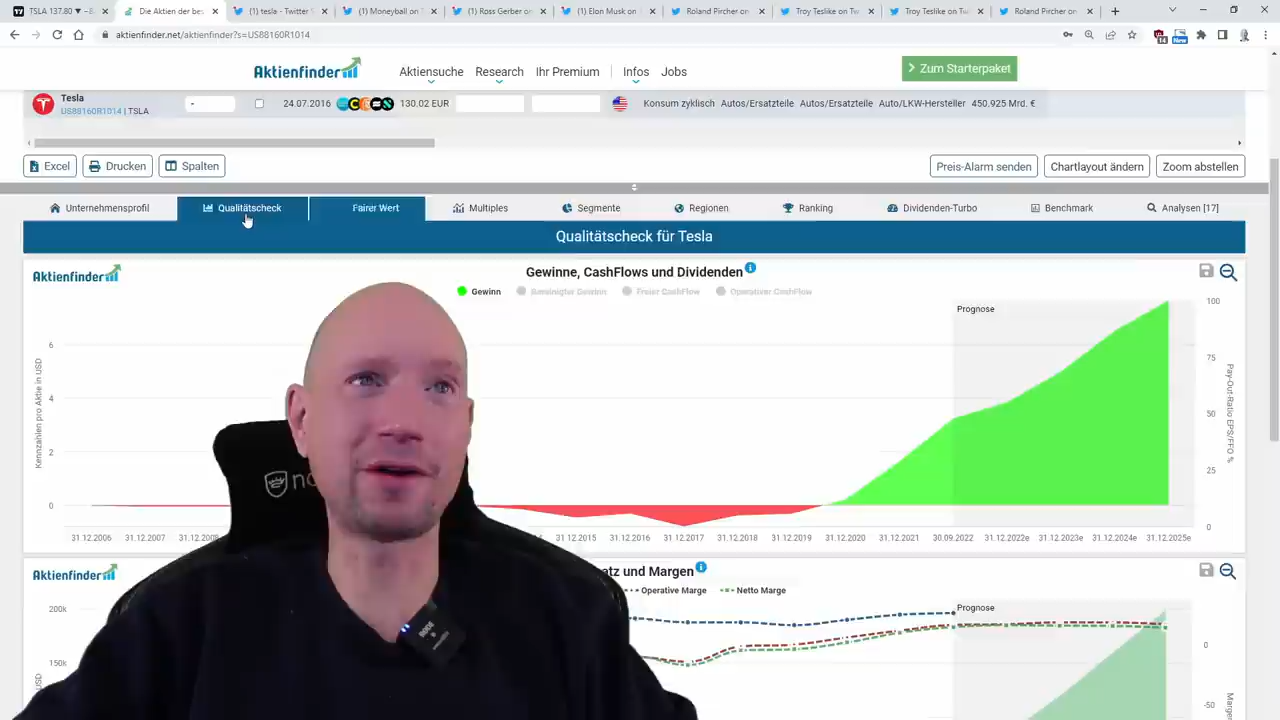 TSLA 137.80
Die Aktien der bes
(1) tesla - Twitter S
(1) Moneyball on T
(1) Ross Gerber on
(1) Elon Musk on
Roland Pircher on
Troy Teslike on Tw
Troy Teslike on Tw
Roland Pircher on
aktienfinder.net/aktienfinder?s=US88160R1014
Aktienfinder
Aktiensuche
Research
Ihr Premium
Infos
Jobs
Zum Starterpaket
Tesla
US88160R1014 | TSLA
-
24.07.2016
130.02 EUR
Konsum zyklisch
Autos/Ersatzteile
Autos/Ersatzteile
Auto/LKW-Hersteller
450.925 Mrd. €
Excel
Drucken
Spalten
Preis-Alarm senden
Chartlayout ändern
Zoom abstellen
Unternehmensprofil
Qualitätscheck
Fairer Wert
Multiples
Segmente
Regionen
Ranking
Dividenden-Turbo
Benchmark
Analysen [17]
Qualitätscheck für Tesla
Aktienfinder
Gewinne, CashFlows und Dividenden
Gewinn
Bereinigter Gewinn
Freier CashFlow
Operativer CashFlow
Prognose
Kennzahlen pro Aktie in USD
6
4
2
0
100
75
50
25
0
Pay-Out-Ratio EPS/FFO %
31.12.2006
31.12.2007
31.12.2008
31.12.2015
31.12.2016
31.12.2017
31.12.2018
31.12.2019
31.12.2020
31.12.2021
30.09.2022
31.12.2022e
31.12.2023e
31.12.2024e
31.12.2025e
Aktienfinder
atz und Margen
Operative Marge
Netto Marge
Prognose
200k
150k
USD
0
-50
Marge